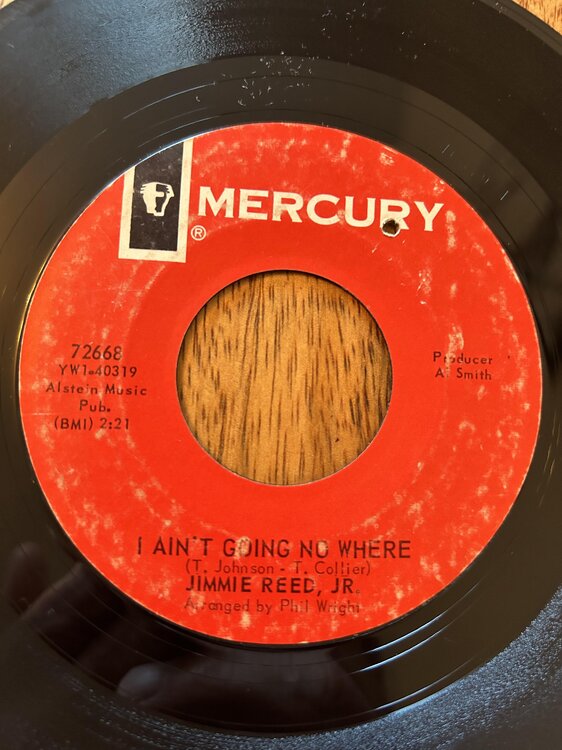 MERCURY
®
72668
YW1-40319
Alstein Music
Pub.
(BMI) 2:21
Producer
A. Smith
I AIN'T GOING NO WHERE
(T. Johnson - T. Collier)
JIMMIE REED, JR.
Arranged by Phil Wright